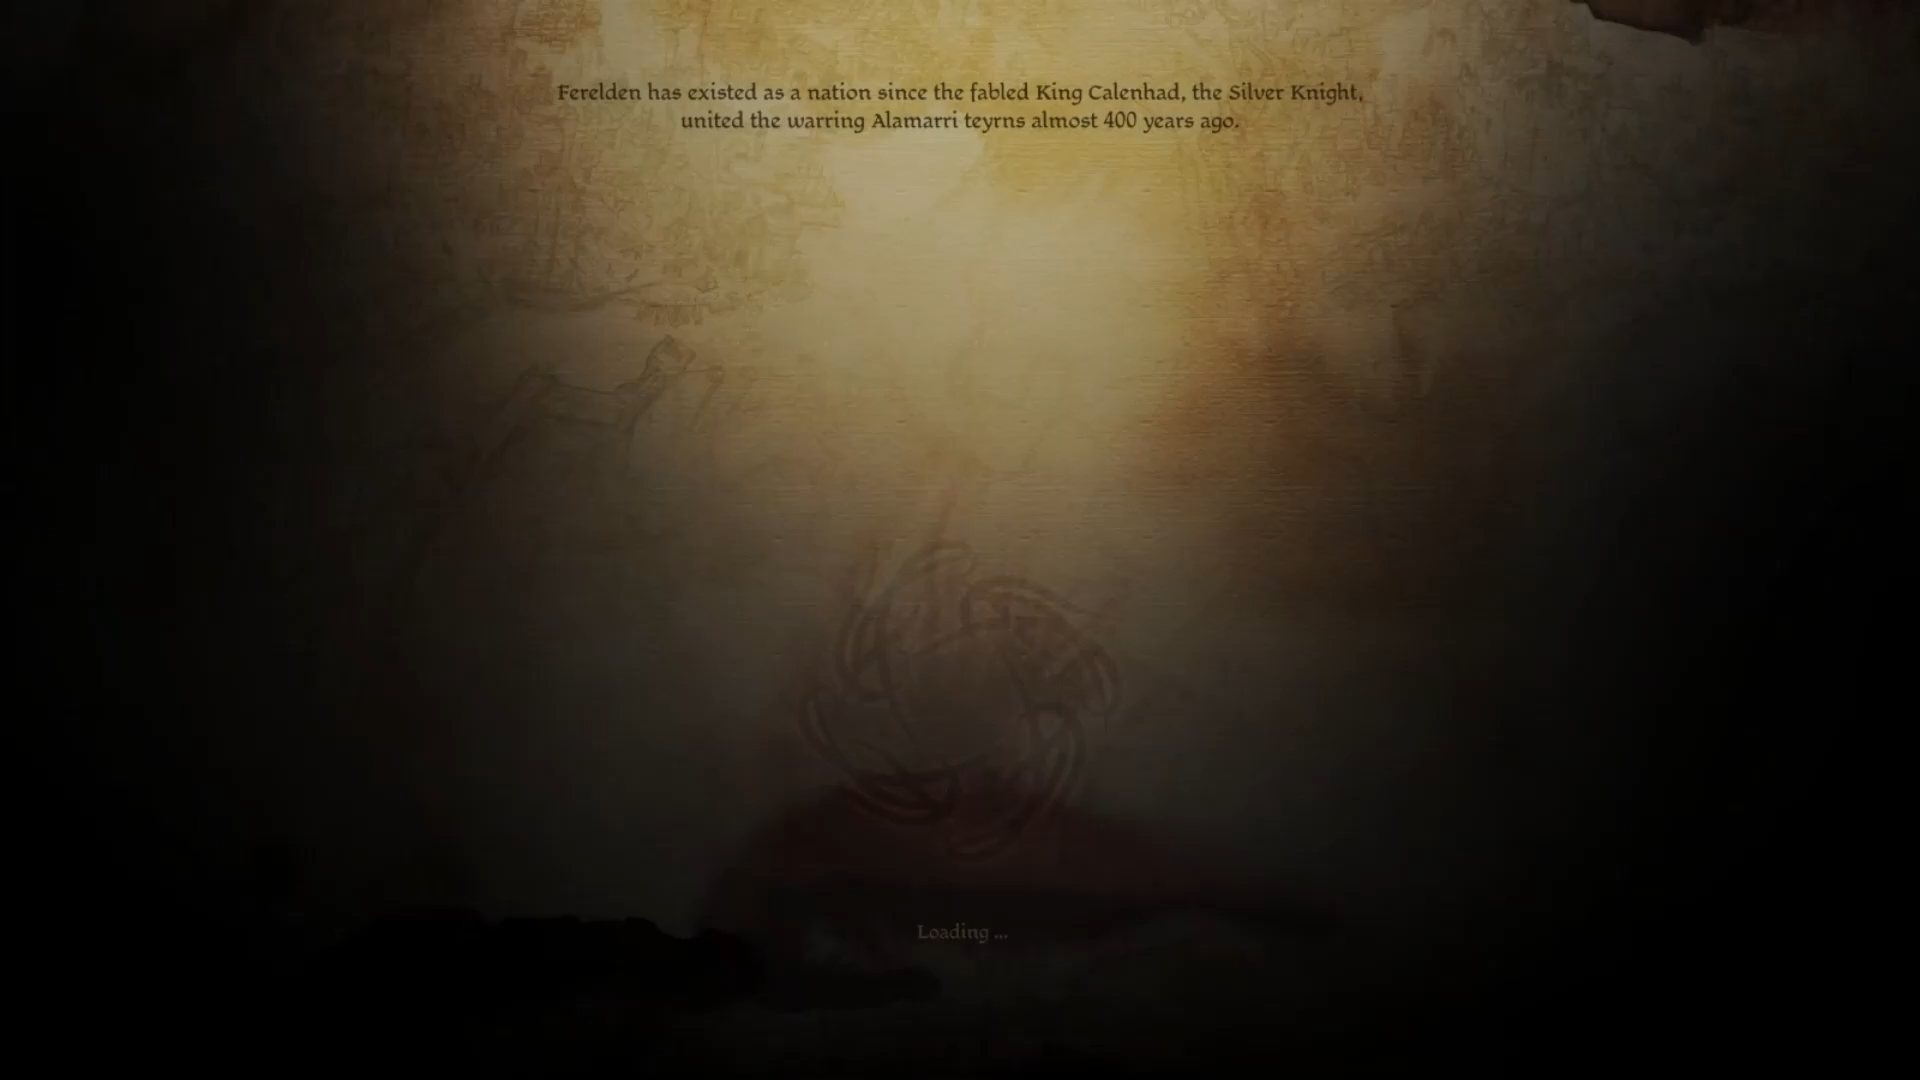 Ferelden has existed as a nation since the fabled King Calenhad, the Silver Knight,
united the warring Alamarri teyrns almost 400 years ago.
Loading ...